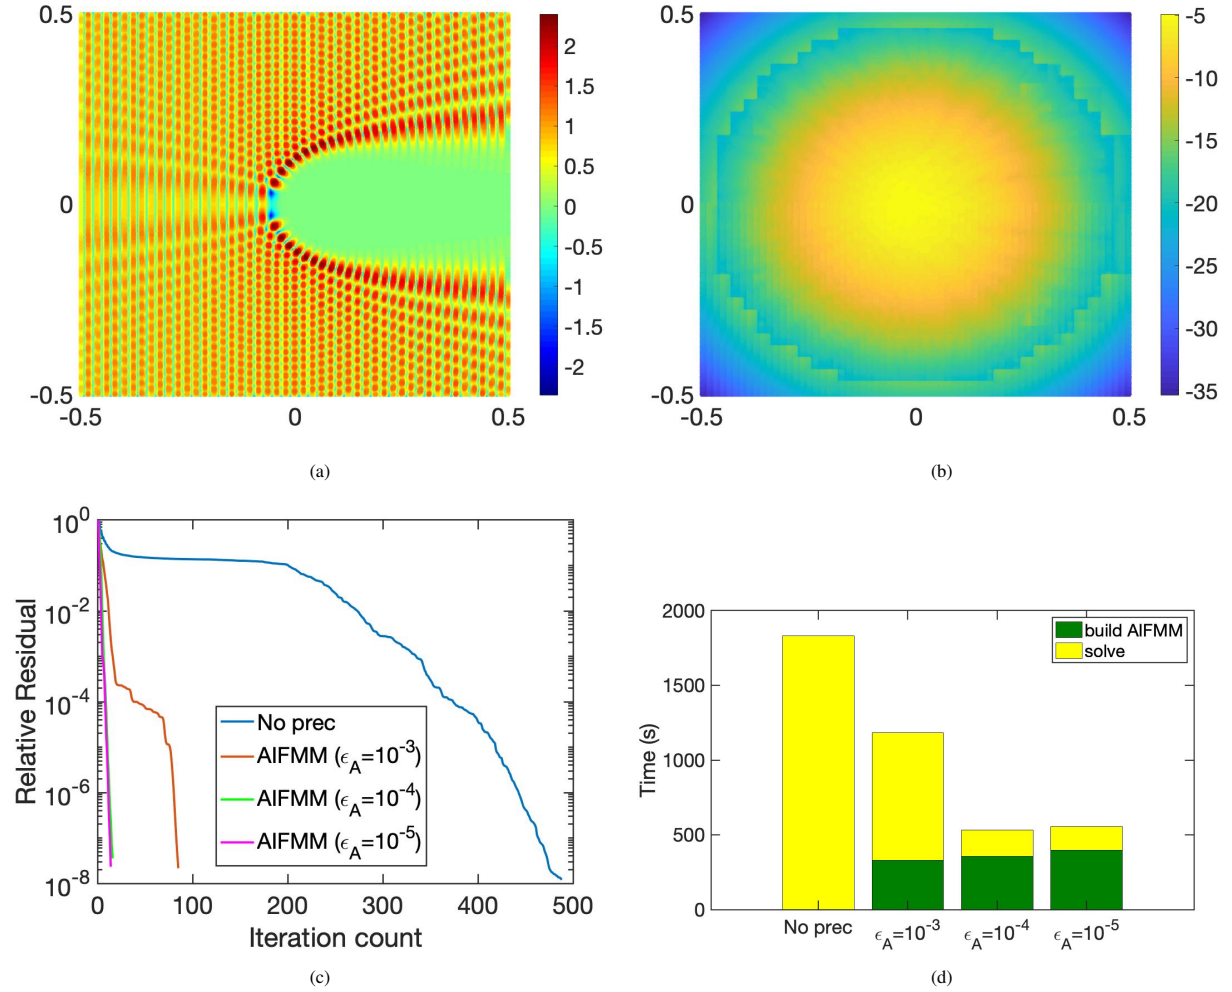 0.5
0
-0.5
-0.5
0
0.5
2
1.5
1
0.5
0
-0.5
-1
-1.5
-2
(a)
0.5
0
-0.5
-0.5
0
0.5
-5
-10
-15
-20
-25
-30
-35
(b)
10^0
10^-2
10^-4
10^-6
10^-8
Relative Residual
No prec
AIFMM (ϵ_A=10^-3)
AIFMM (ϵ_A=10^-4)
AIFMM (ϵ_A=10^-5)
0
100
200
300
400
500
Iteration count
(c)
2000
1500
1000
500
0
Time (s)
build AIFMM
solve
No prec
ϵ_A=10^-3
ϵ_A=10^-4
ϵ_A=10^-5
(d)